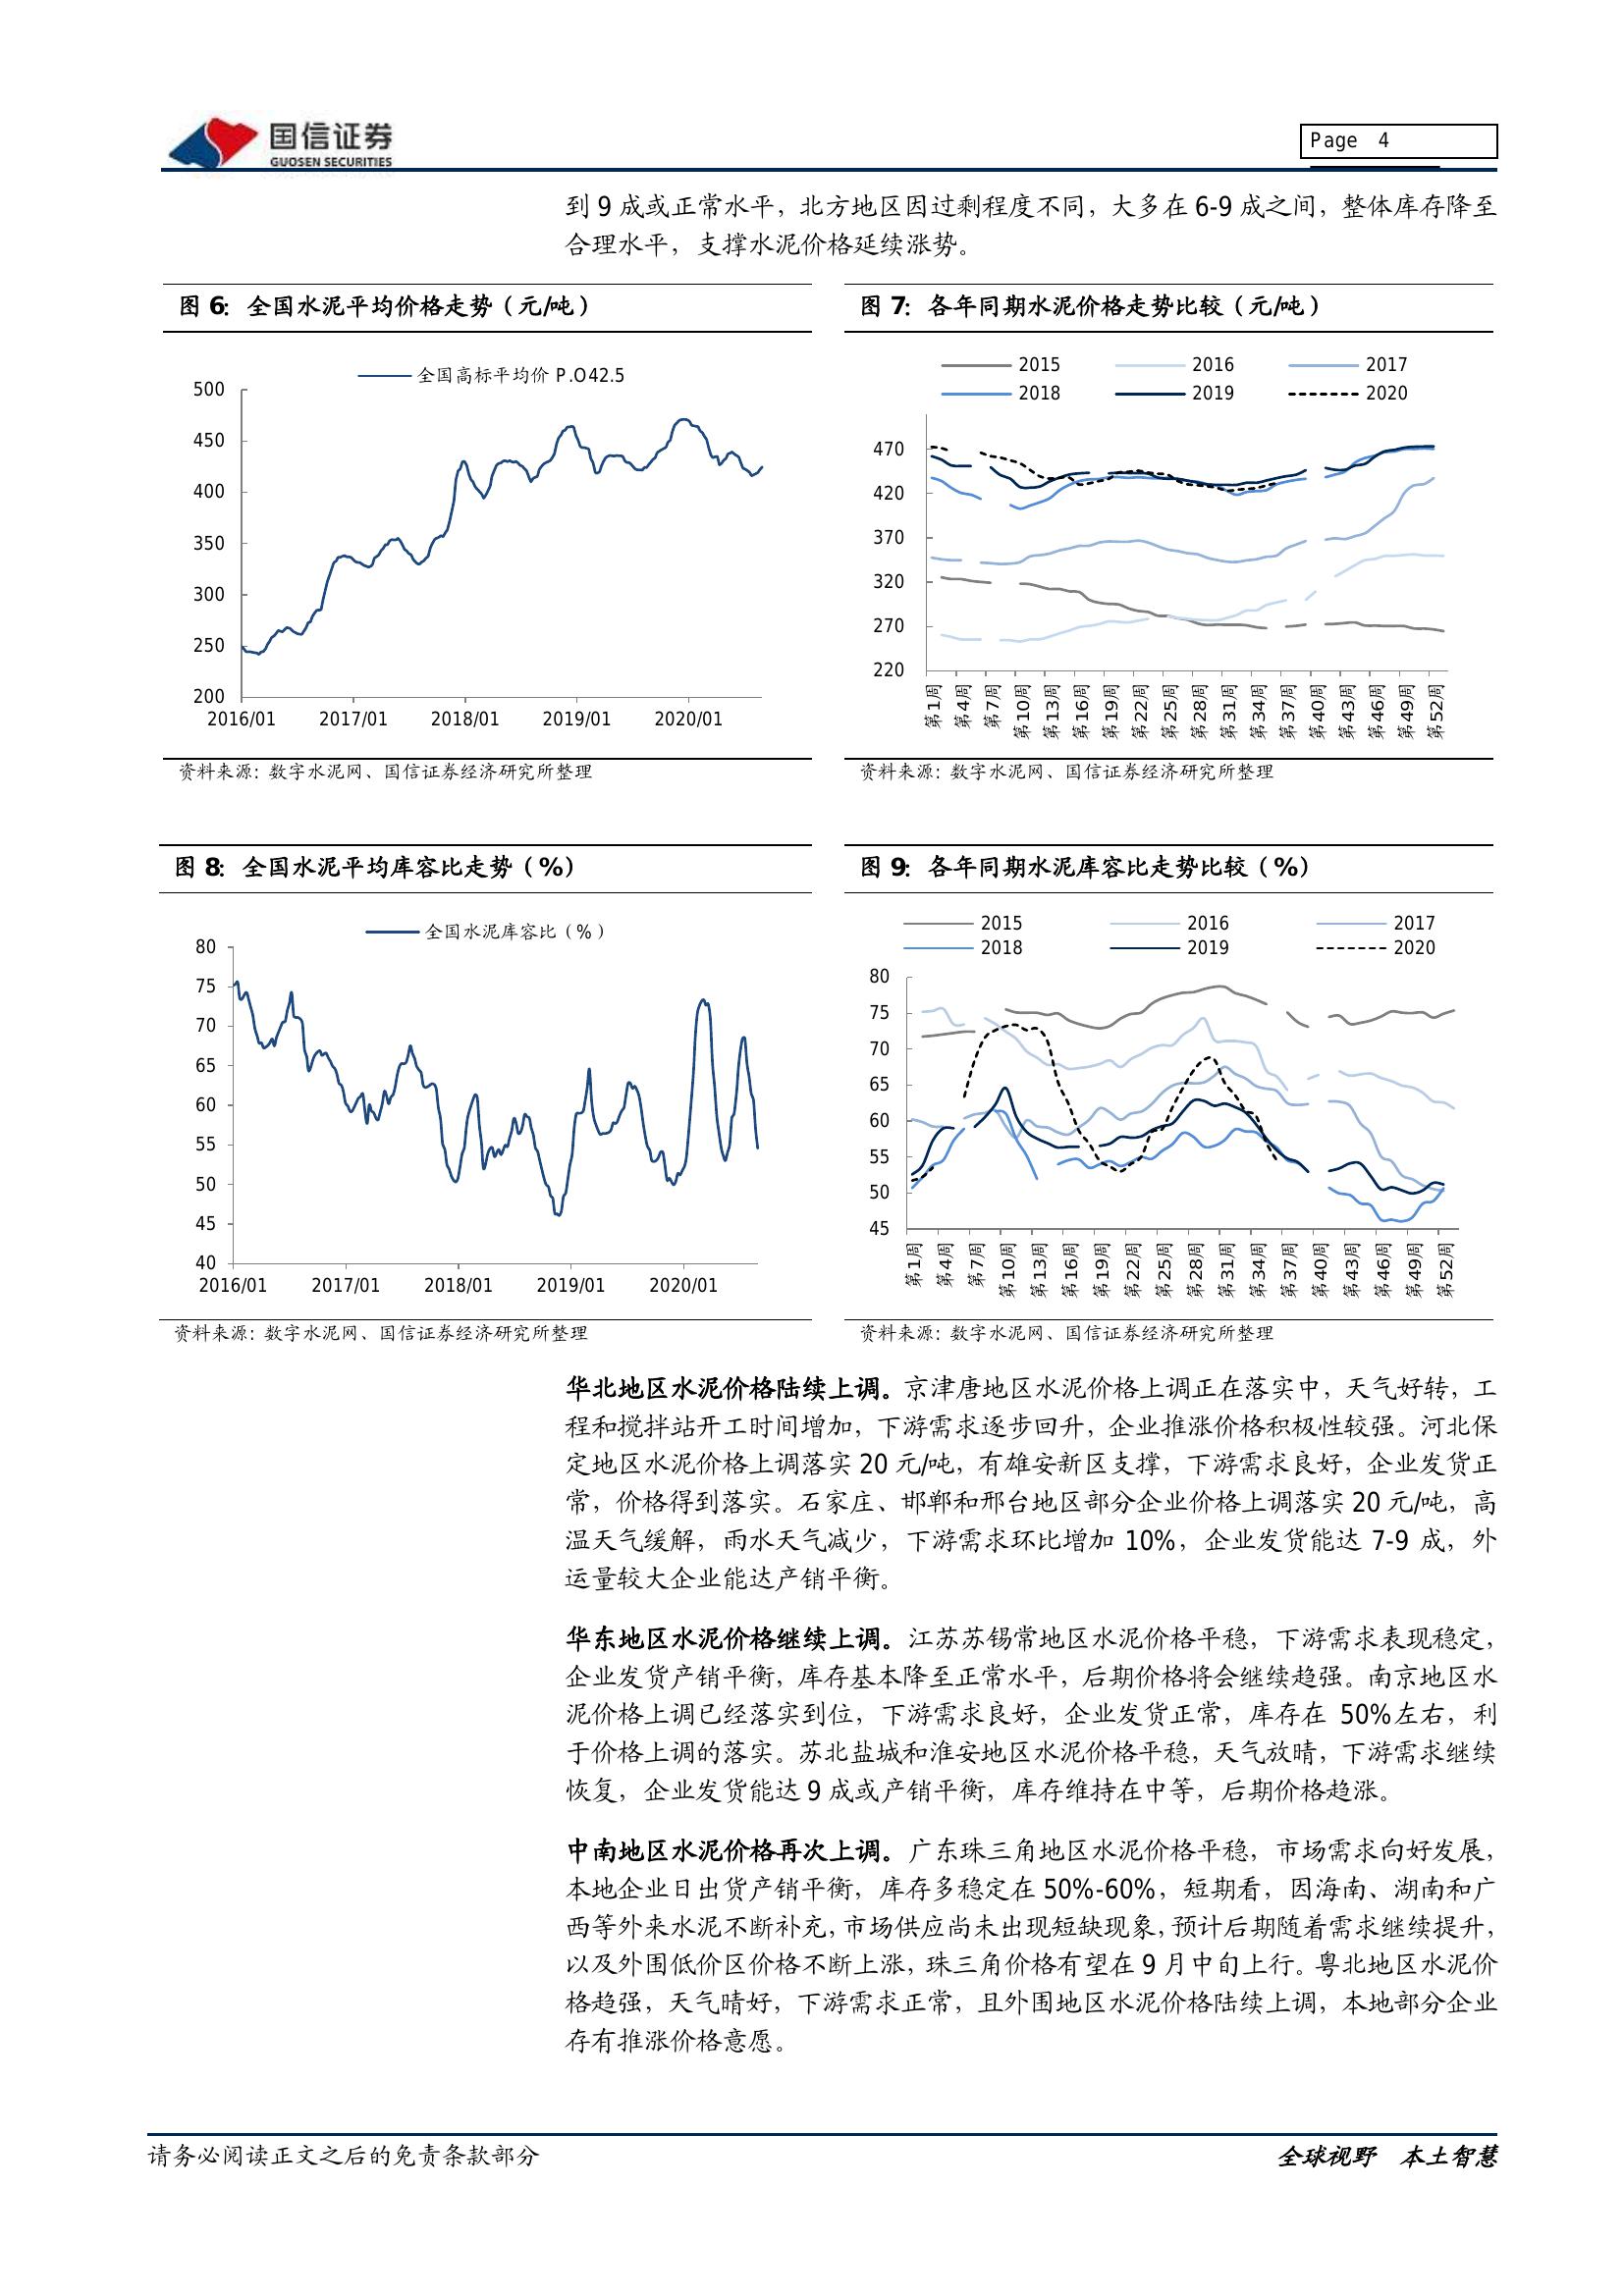 国信证券
GUOSEN SECURITIES
Page 4
到 9 成或正常水平，北方地区因过剩程度不同，大多在 6-9 成之间，整体库存降至
合理水平，支撑水泥价格延续涨势。
图 6：全国水泥平均价格走势（元/吨）
全国高标平均价 P.O42.5
500
450
400
350
300
250
200
2016/01 2017/01 2018/01 2019/01 2020/01
资料来源：数字水泥网、国信证券经济研究所整理
图 7：各年同期水泥价格走势比较（元/吨）
2015 2016 2017
2018 2019 2020
470
420
370
320
270
220
第1周 第4周 第7周 第10周 第13周 第16周 第19周 第22周 第25周 第28周 第31周 第34周 第37周 第40周 第43周 第46周 第49周 第52周
资料来源：数字水泥网、国信证券经济研究所整理
图 8：全国水泥平均库容比走势（%）
全国水泥库容比（%）
80
75
70
65
60
55
50
45
40
2016/01 2017/01 2018/01 2019/01 2020/01
资料来源：数字水泥网、国信证券经济研究所整理
图 9：各年同期水泥库容比走势比较（%）
2015 2016 2017
2018 2019 2020
80
75
70
65
60
55
50
45
第1周 第4周 第7周 第10周 第13周 第16周 第19周 第22周 第25周 第28周 第31周 第34周 第37周 第40周 第43周 第46周 第49周 第52周
资料来源：数字水泥网、国信证券经济研究所整理
华北地区水泥价格陆续上调。京津唐地区水泥价格上调正在落实中，天气好转，工
程和搅拌站开工时间增加，下游需求逐步回升，企业推涨价格积极性较强。河北保
定地区水泥价格上调落实 20 元/吨，有雄安新区支撑，下游需求良好，企业发货正
常，价格得到落实。石家庄、邯郸和邢台地区部分企业价格上调落实 20 元/吨，高
温天气缓解，雨水天气减少，下游需求环比增加 10%，企业发货能达 7-9 成，外
运量较大企业能达产销平衡。
华东地区水泥价格继续上调。江苏苏锡常地区水泥价格平稳，下游需求表现稳定，
企业发货产销平衡，库存基本降至正常水平，后期价格将会继续趋强。南京地区水
泥价格上调已经落实到位，下游需求良好，企业发货正常，库存在 50%左右，利
于价格上调的落实。苏北盐城和淮安地区水泥价格平稳，天气放晴，下游需求继续
恢复，企业发货能达 9 成或产销平衡，库存维持在中等，后期价格趋涨。
中南地区水泥价格再次上调。广东珠三角地区水泥价格平稳，市场需求向好发展，
本地企业日出货产销平衡，库存多稳定在 50%-60%，短期看，因海南、湖南和广
西等外来水泥不断补充，市场供应尚未出现短缺现象，预计后期随着需求继续提升，
以及外围低价区价格不断上涨，珠三角价格有望在 9 月中旬上行。粤北地区水泥价
格趋强，天气晴好，下游需求正常，且外围地区水泥价格陆续上调，本地部分企业
存有推涨价格意愿。
请务必阅读正文之后的免责条款部分
全球视野 本土智慧